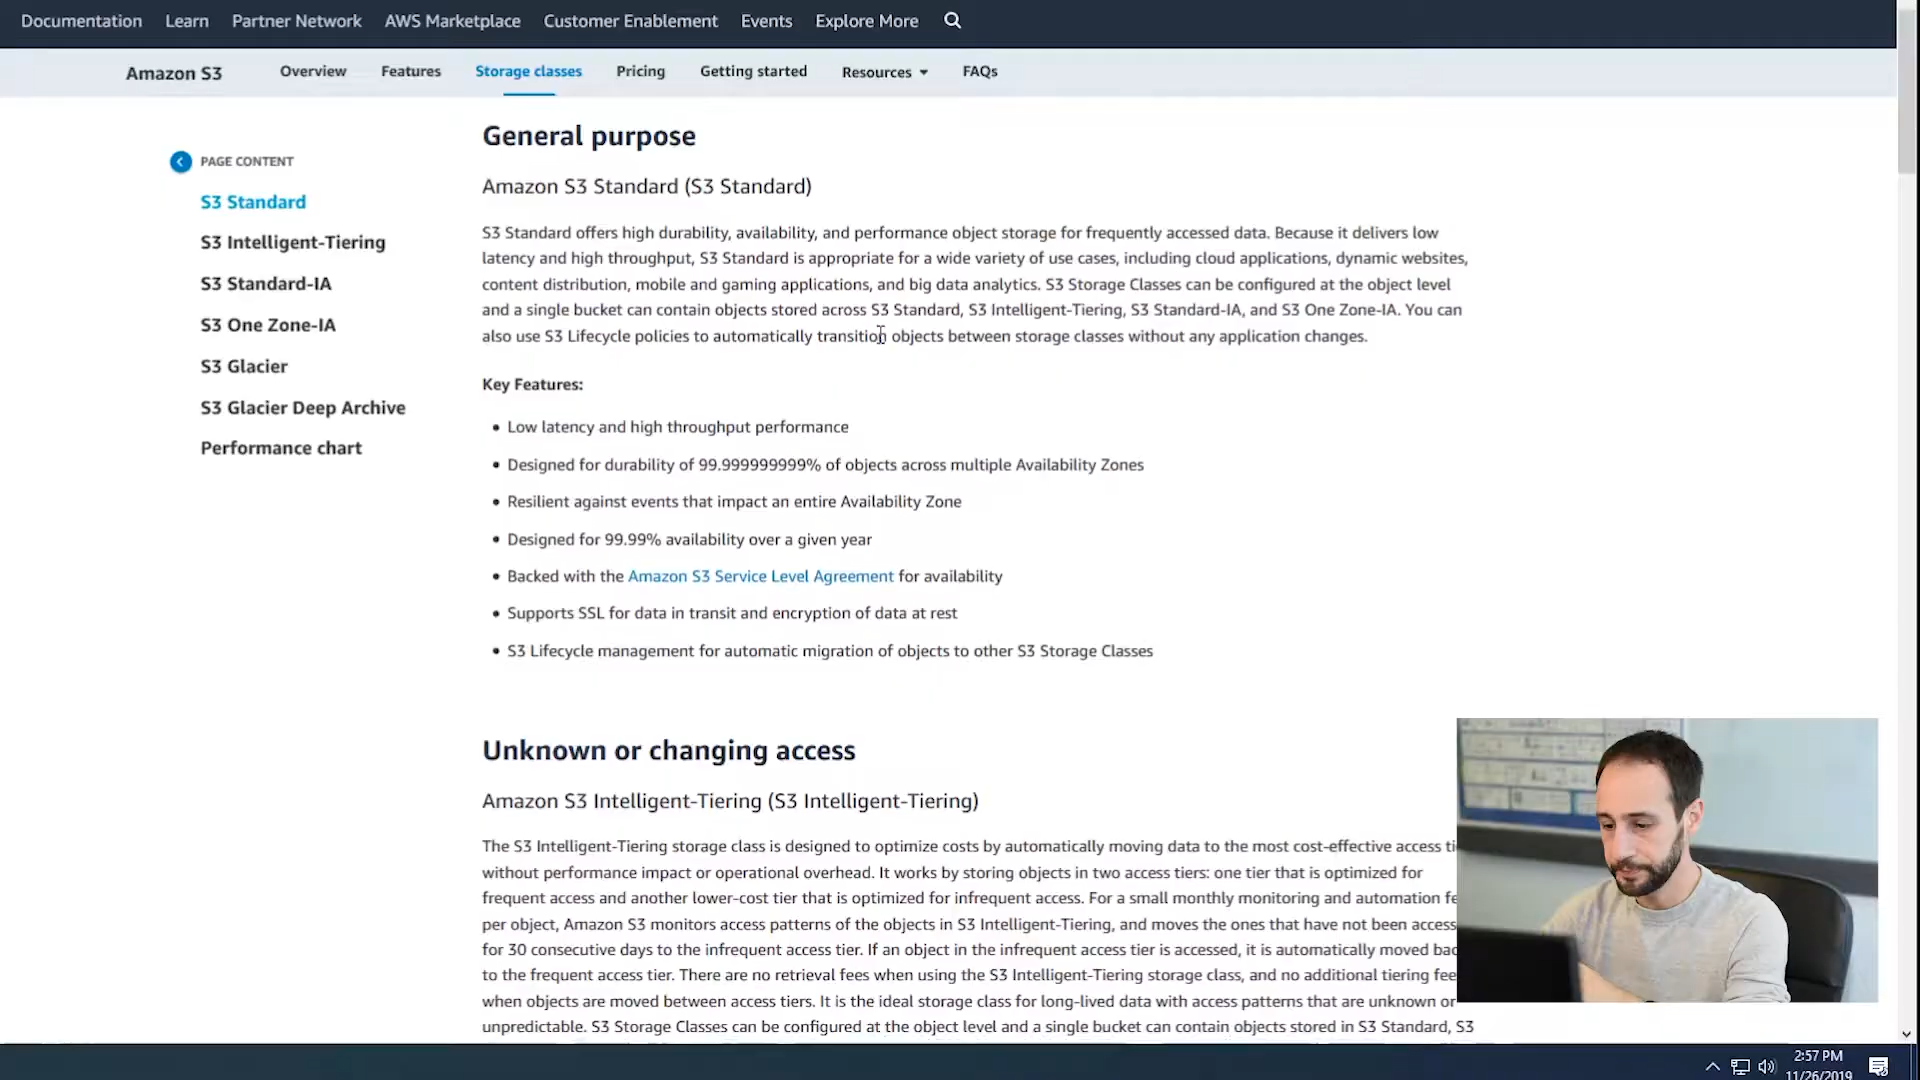 Documentation Learn Partner Network AWS Marketplace Customer Enablement Events Explore More
Amazon S3 Overview Features Storage classes Pricing Getting started Resources FAQs
PAGE CONTENT
S3 Standard
S3 Intelligent-Tiering
S3 Standard-IA
S3 One Zone-IA
S3 Glacier
S3 Glacier Deep Archive
Performance chart
General purpose
Amazon S3 Standard (S3 Standard)
S3 Standard offers high durability, availability, and performance object storage for frequently accessed data. Because it delivers low
latency and high throughput, S3 Standard is appropriate for a wide variety of use cases, including cloud applications, dynamic websites,
content distribution, mobile and gaming applications, and big data analytics. S3 Storage Classes can be configured at the object level
and a single bucket can contain objects stored across S3 Standard, S3 Intelligent-Tiering, S3 Standard-IA, and S3 One Zone-IA. You can
also use S3 Lifecycle policies to automatically transition objects between storage classes without any application changes.
Key Features:
• Low latency and high throughput performance
• Designed for durability of 99.999999999% of objects across multiple Availability Zones
• Resilient against events that impact an entire Availability Zone
• Designed for 99.99% availability over a given year
• Backed with the Amazon S3 Service Level Agreement for availability
• Supports SSL for data in transit and encryption of data at rest
• S3 Lifecycle management for automatic migration of objects to other S3 Storage Classes
Unknown or changing access
Amazon S3 Intelligent-Tiering (S3 Intelligent-Tiering)
The S3 Intelligent-Tiering storage class is designed to optimize costs by automatically moving data to the most cost-effective access
without performance impact or operational overhead. It works by storing objects in two access tiers: one tier that is optimized for
frequent access and another lower-cost tier that is optimized for infrequent access. For a small monthly monitoring and automation
per object, Amazon S3 monitors access patterns of the objects in S3 Intelligent-Tiering, and moves the ones that have not been access
for 30 consecutive days to the infrequent access tier. If an object in the infrequent access tier is accessed, it is automatically moved
to the frequent access tier. There are no retrieval fees when using the S3 Intelligent-Tiering storage class, and no additional tiering fee
when objects are moved between access tiers. It is the ideal storage class for long-lived data with access patterns that are unknown or
unpredictable. S3 Storage Classes can be configured at the object level and a single bucket can contain objects stored in S3 Standard, S3
2:57 PM
11/26/2019